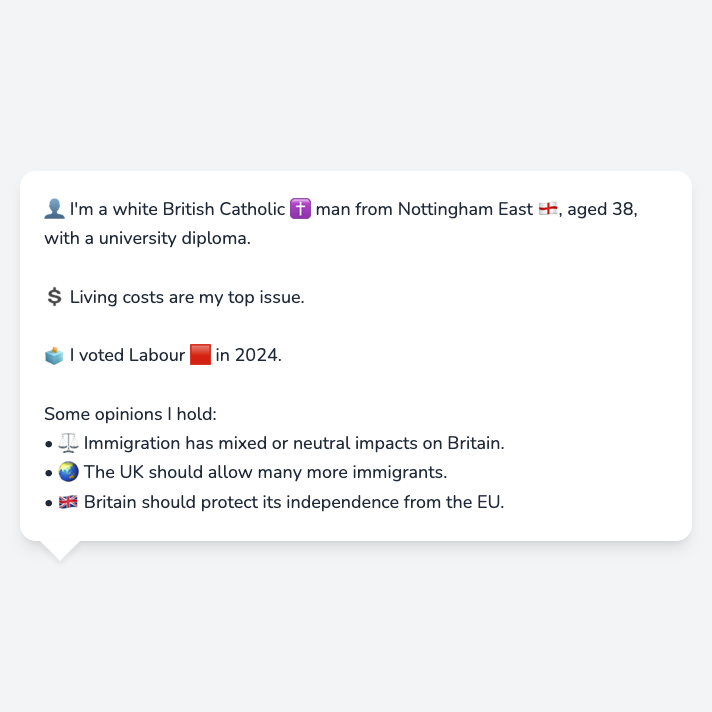 👤 I'm a white British Catholic ✝️ man from Nottingham East 🏴󠁧󠁢󠁥󠁮󠁧󠁿, aged 38,
with a university diploma.
💲 Living costs are my top issue.
🗳️ I voted Labour 🟥 in 2024.
Some opinions I hold:
• ⚖️ Immigration has mixed or neutral impacts on Britain.
• 🌏 The UK should allow many more immigrants.
• 🇬🇧 Britain should protect its independence from the EU.